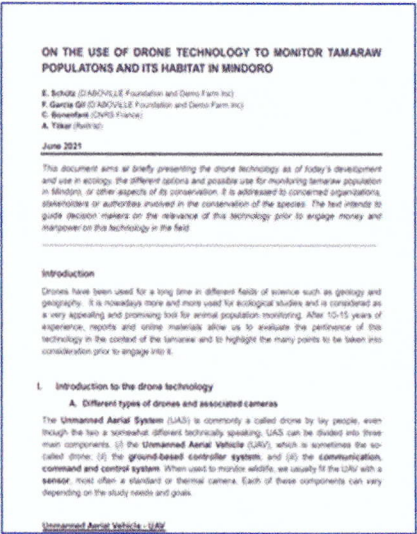 ON THE USE OF DRONE TECHNOLOGY TO MONITOR TAMARAW
POPULATONS AND ITS HABITAT IN MINDORO
E. Schütz (D'ABOVILLE Foundation and Demo Farm Inc)
F. Garcia Gil (D'ABOVILLE Foundation and Demo Farm Inc)
C. Bonenfant (CNRS France)
A. (
June 2021
This document aims at briefly presenting the drone technology as of today's development
and use in ecology, the different options and possible use for monitoring tamaraw population
in Mindoro, or other aspects of its conservation. It is addressed to concerned organizations,
stakeholders or authorities involved in the conservation of the species. The text intends to
guide decision makers on the relevance of this technology prior to engage money and
manpower on this technology in the field.
Introduction
Drones have been used for a long time in different fields of science such as geology and
geography. It is nowadays more and more used for ecological studies and is considered as
a very appealing and promising tool for animal population monitoring. After 10-15 years of
experience, reports and online materials allow us to evaluate the pertinence of this
technology in the context of the tamaraw and to highlight the many points to be taken into
consideration prior to engage into it.
I. Introduction to the drone technology
A. Different types of drones and associated cameras
The Unmanned Aerial System (UAS) is commonly a called drone by lay people, even
though the two a somewhat different technically speaking. UAS can be divided into three
main components, (i) the Unmanned Aerial Vehicle (UAV), which is sometimes the so-
called drone; (ii) the ground-based controller system; and (iii) the communication,
command and control system. When used to monitor wildlife, we usually fit the UAV with a
sensor, most often a standard or thermal camera. Each of these components can vary
depending on the study needs and goals.
Unmanned Aerial Vehicle - UAV